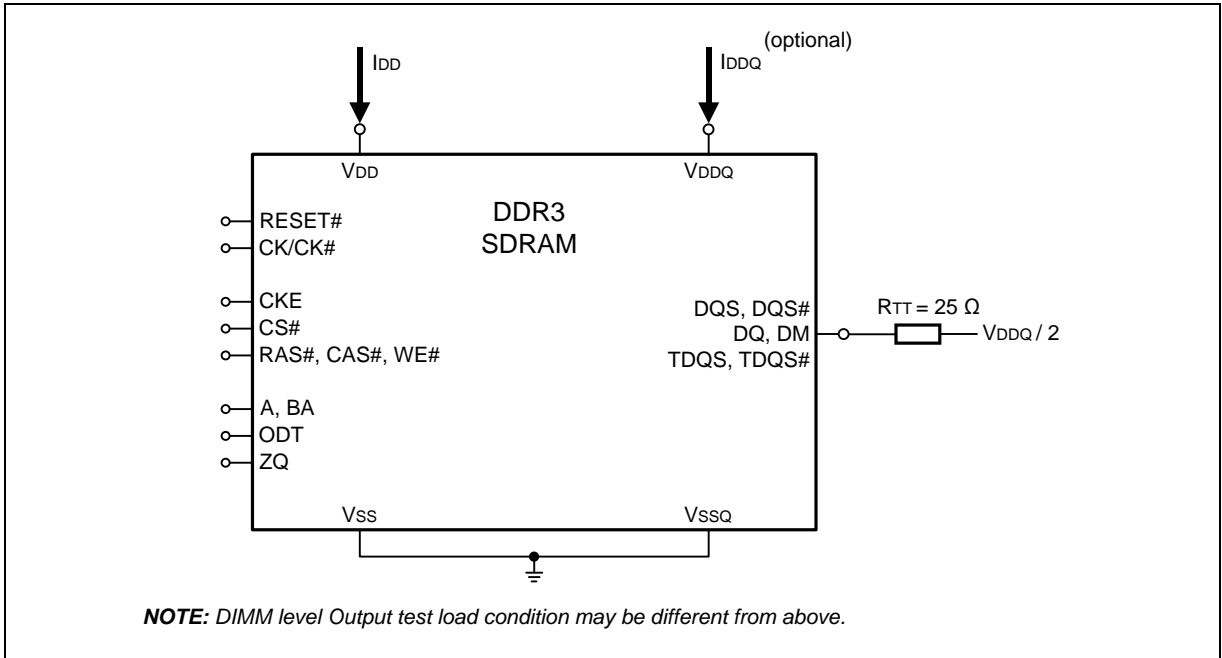 (optional)
IDD
IDDQ
VDD
VDDQ
DDR3
SDRAM
RESET#
CK/CK#
CKE
CS#
RAS#, CAS#, WE#
A, BA
ODT
ZQ
DQS, DQS#
DQ, DM
TDQS, TDQS#
RTT = 25 Ω
VDDQ / 2
VSS
VSSQ
NOTE: DIMM level Output test load condition may be different from above.